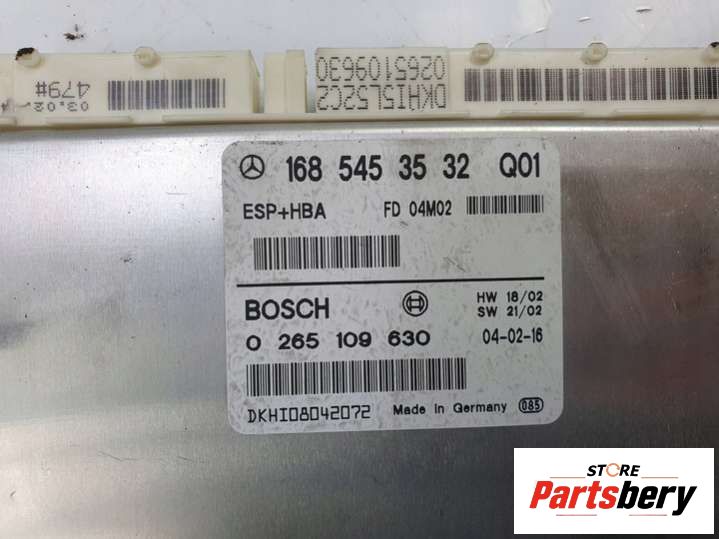 03.02.
479#
DKHI5L52C2
0265109630
168 545 35 32 Q01
ESP+HBA FD 04M02
BOSCH HW 18/02
SW 21/02
0 265 109 630 04-02-16
DKHI08042072 Made in Germany 085
STORE
Partsbery